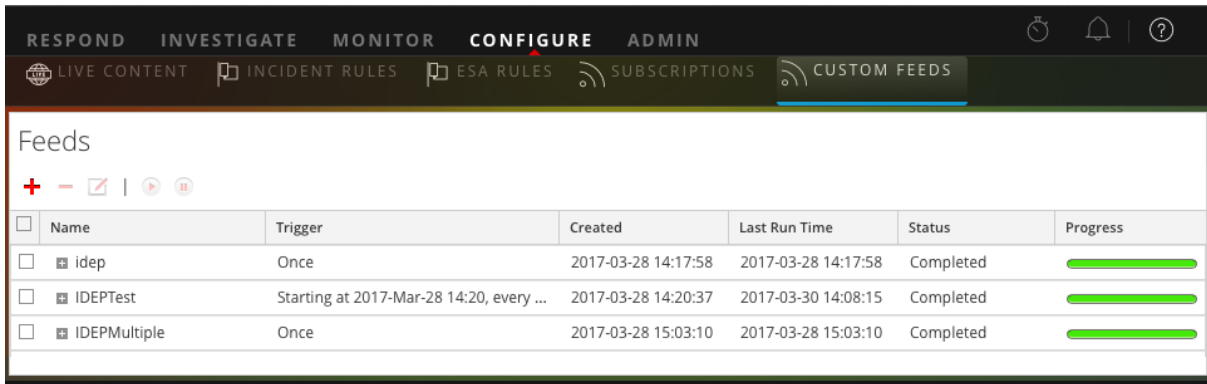 RESPOND INVESTIGATE MONITOR CONFIGURE ADMIN ?
LIVE LIVE CONTENT INCIDENT RULES ESA RULES SUBSCRIPTIONS CUSTOM FEEDS
Feeds
Name Trigger Created Last Run Time Status Progress
idep Once 2017-03-28 14:17:58 2017-03-28 14:17:58 Completed
IDEPTest Starting at 2017-Mar-28 14:20, every ... 2017-03-28 14:20:37 2017-03-30 14:08:15 Completed
IDEPMultiple Once 2017-03-28 15:03:10 2017-03-28 15:03:10 Completed